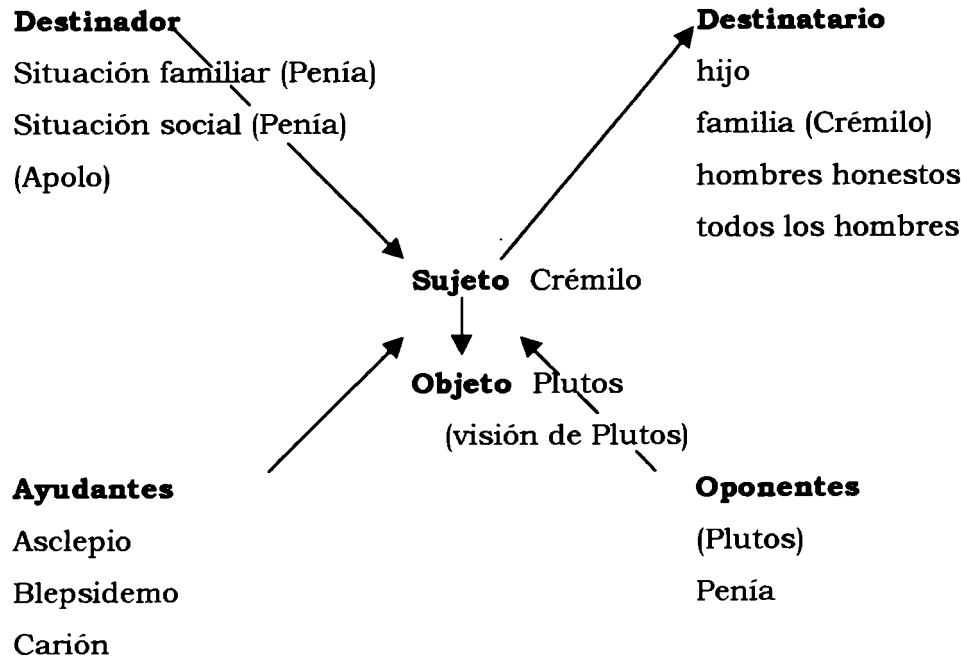 Destinador
Situación familiar (Penía)
Situación social (Penía)
(Apolo)
Destinatario
hijo
familia (Crémilo)
hombres honestos
todos los hombres
Sujeto Crémilo
Objeto Plutos
(visión de Plutos)
Ayudantes
Asclepio
Blepsidemo
Carión
Oponentes
(Plutos)
Penía